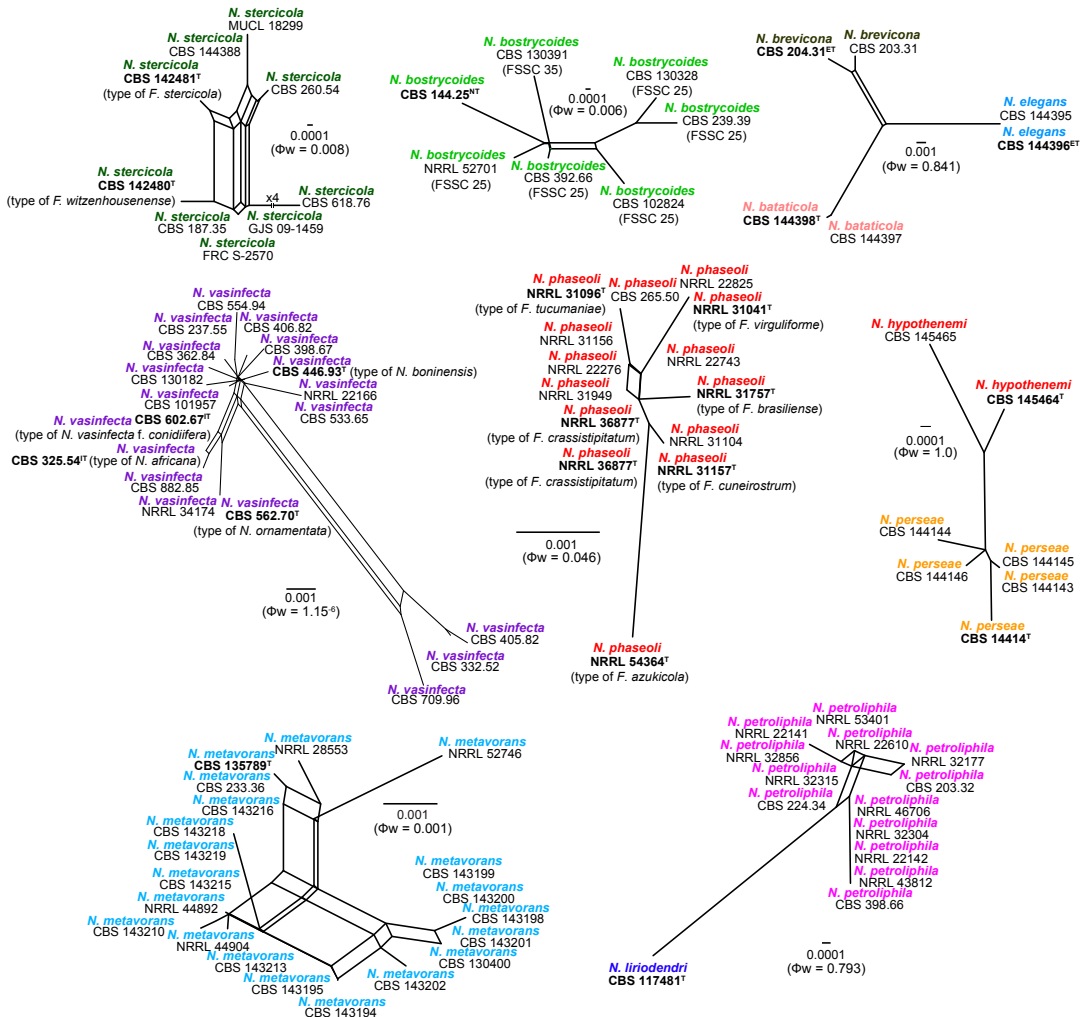 N. stercicola
MUCL 18299
N. stercicola
CBS 144388
N. stercicola
CBS 142481T
(type of F. stercicola)
N. stercicola
CBS 260.54
0.0001
(Φw = 0.008)
N. stercicola
CBS 142480T
(type of F. witzenhousenense)
x4
N. stercicola
CBS 618.76
N. stercicola
CBS 187.35
N. stercicola
GJS 09-1459
FRC S-2570
N. bostrycoides
CBS 130391
(FSSC 35)
N. bostrycoides
CBS 130328
(FSSC 25)
N. bostrycoides
CBS 144.25NT
0.0001
(Φw = 0.006)
N. bostrycoides
CBS 239.39
(FSSC 25)
N. bostrycoides
NRRL 52701
(FSSC 25)
N. bostrycoides
CBS 392.66
(FSSC 25)
N. bostrycoides
CBS 102824
(FSSC 25)
N. brevicona
CBS 204.31ET
N. brevicona
CBS 203.31
N. elegans
CBS 144395
N. elegans
CBS 144396ET
0.001
(Φw = 0.841)
N. bataticola
CBS 144398T
N. bataticola
CBS 144397
N. vasinfecta
CBS 554.94
N. vasinfecta
CBS 237.55
N. vasinfecta
CBS 406.82
N. vasinfecta
CBS 362.84
N. vasinfecta
CBS 398.67
N. vasinfecta
CBS 130182
N. vasinfecta
CBS 446.93T (type of N. boninensis)
N. vasinfecta
NRRL 22166
N. vasinfecta
CBS 101957
N. vasinfecta
CBS 533.65
N. vasinfecta CBS 602.67IT
(type of N. vasinfecta f. conidiifera)
N. vasinfecta
CBS 325.54IT (type of N. africana)
N. vasinfecta
CBS 882.85
N. vasinfecta
NRRL 34174
N. vasinfecta
CBS 562.70T
(type of N. ornamentata)
0.001
(Φw = 1.15-6)
N. vasinfecta
CBS 405.82
N. vasinfecta
CBS 332.52
N. vasinfecta
CBS 709.96
N. phaseoli
NRRL 31096T
(type of F. tucumaniae)
N. phaseoli
CBS 265.50
N. phaseoli
NRRL 22825
N. phaseoli
NRRL 31041T
(type of F. virguliforme)
N. phaseoli
NRRL 31156
N. phaseoli
NRRL 22276
N. phaseoli
NRRL 22743
N. phaseoli
NRRL 31949
N. phaseoli
NRRL 31757T
(type of F. brasiliense)
N. phaseoli
NRRL 36877T
(type of F. crassistipitatum)
N. phaseoli
NRRL 31104
N. phaseoli
NRRL 36877T
(type of F. crassistipitatum)
N. phaseoli
NRRL 31157T
(type of F. cuneirostrum)
0.001
(Φw = 0.046)
N. phaseoli
NRRL 54364T
(type of F. azukicola)
N. hypothenemi
CBS 145465
N. hypothenemi
CBS 145464T
0.0001
(Φw = 1.0)
N. perseae
CBS 144144
N. perseae
CBS 144145
N. perseae
CBS 144146
N. perseae
CBS 144143
N. perseae
CBS 14414T
N. metavorans
NRRL 28553
N. metavorans
NRRL 52746
N. metavorans
CBS 135789T
N. metavorans
CBS 233.36
N. metavorans
CBS 143216
N. metavorans
CBS 143218
N. metavorans
CBS 143219
N. metavorans
CBS 143215
N. metavorans
NRRL 44892
N. metavorans
CBS 143210
N. metavorans
NRRL 44904
N. metavorans
CBS 143213
N. metavorans
CBS 143195
N. metavorans
CBS 143194
0.001
(Φw = 0.001)
N. metavorans
CBS 143199
N. metavorans
CBS 143200
N. metavorans
CBS 143198
N. metavorans
CBS 143201
N. metavorans
CBS 130400
N. metavorans
CBS 143202
N. petroliphila
NRRL 53401
N. petroliphila
NRRL 22141
N. petroliphila
NRRL 22610
N. petroliphila
NRRL 32856
N. petroliphila
NRRL 32177
N. petroliphila
NRRL 32315
N. petroliphila
CBS 203.32
N. petroliphila
CBS 224.34
N. petroliphila
NRRL 46706
N. petroliphila
NRRL 32304
N. petroliphila
NRRL 22142
N. petroliphila
NRRL 43812
N. petroliphila
CBS 398.66
0.0001
(Φw = 0.793)
N. liriodendri
CBS 117481T